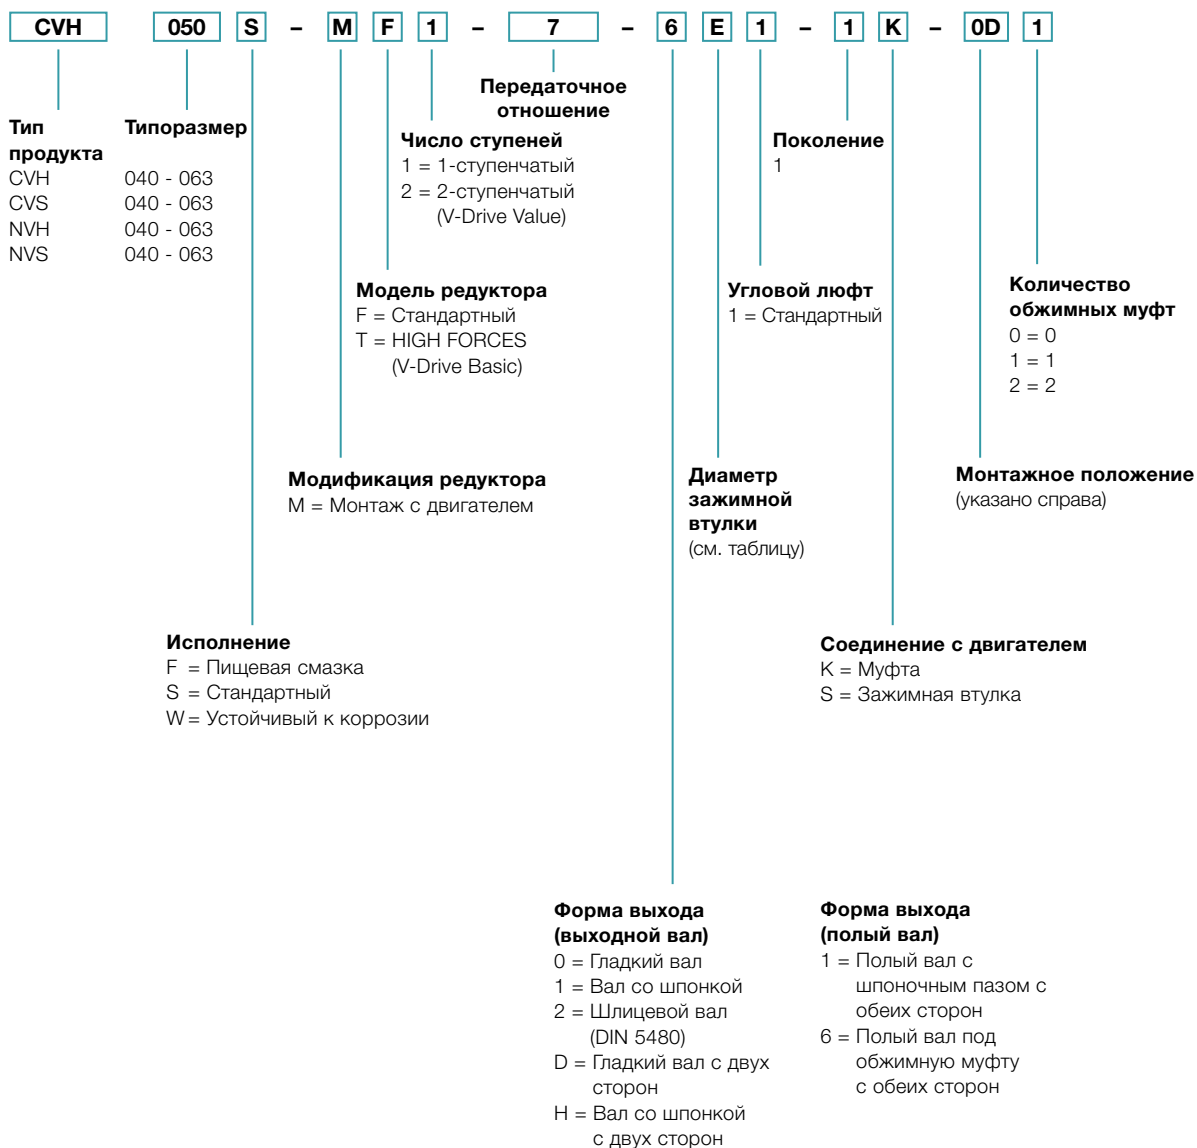 CVH 050 S – M F 1 – 7 – 6 E 1 – 1 K – 0D 1
Передаточное
отношение
Тип
продукта
CVH
CVS
NVH
NVS
Типоразмер
040 - 063
040 - 063
040 - 063
040 - 063
Число ступеней
1 = 1-ступенчатый
2 = 2-ступенчатый
(V-Drive Value)
Поколение
1
Модель редуктора
F = Стандартный
T = HIGH FORCES
(V-Drive Basic)
Угловой люфт
1 = Стандартный
Количество
обжимных муфт
0 = 0
1 = 1
2 = 2
Модификация редуктора
M = Монтаж с двигателем
Диаметр
зажимной
втулки
(см. таблицу)
Монтажное положение
(указано справа)
Исполнение
F = Пищевая смазка
S = Стандартный
W = Устойчивый к коррозии
Соединение с двигателем
K = Муфта
S = Зажимная втулка
Форма выхода
(выходной вал)
0 = Гладкий вал
1 = Вал со шпонкой
2 = Шлицевой вал
(DIN 5480)
D = Гладкий вал с двух
сторон
H = Вал со шпонкой
с двух сторон
Форма выхода
(полый вал)
1 = Полый вал с
шпоночным пазом с
обеих сторон
6 = Полый вал под
обжимную муфту
с обеих сторон